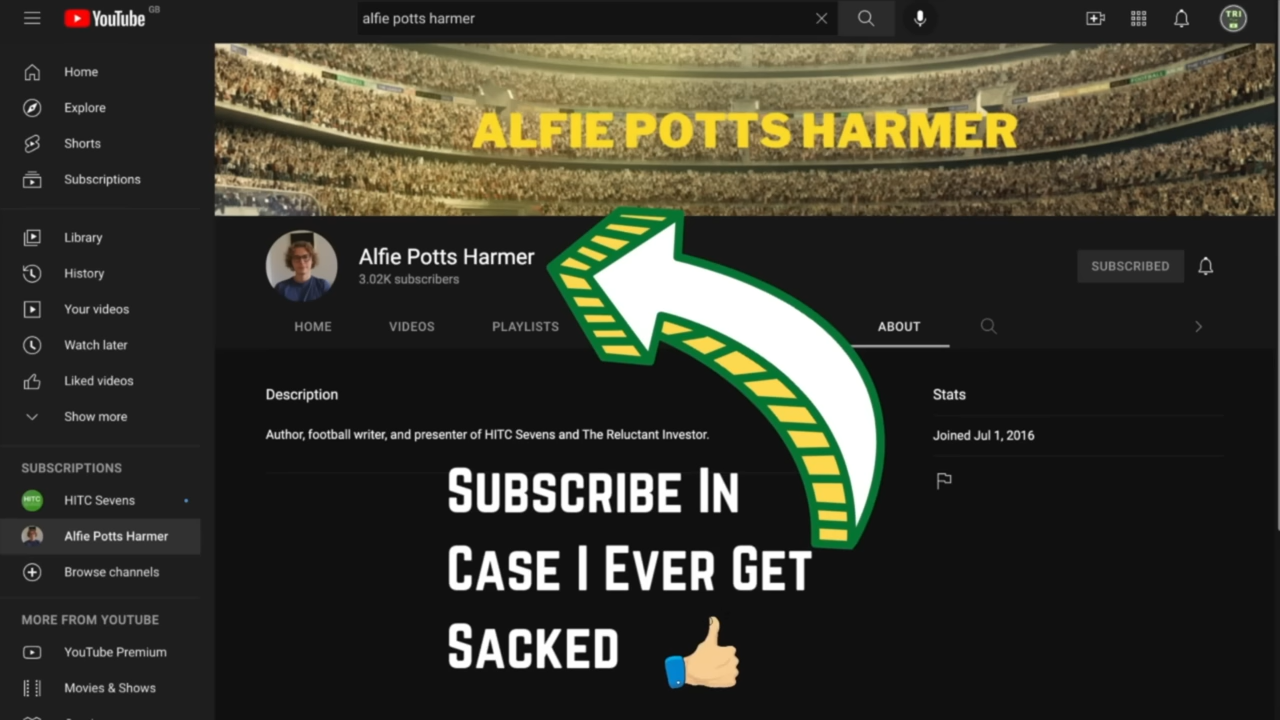 YouTube GB
alfie potts harmer
TRI
Home
Explore
Shorts
Subscriptions
Library
History
Your videos
Watch later
Liked videos
Show more
SUBSCRIPTIONS
HITC HITC Sevens
Alfie Potts Harmer
Browse channels
MORE FROM YOUTUBE
YouTube Premium
Movies & Shows
ALFIE POTTS HARMER
Alfie Potts Harmer
3.02K subscribers
SUBSCRIBED
HOME VIDEOS PLAYLISTS ABOUT
Description
Author, football writer, and presenter of HITC Sevens and The Reluctant Investor.
Stats
Joined Jul 1, 2016
SUBSCRIBE IN
CASE I EVER GET
SACKED